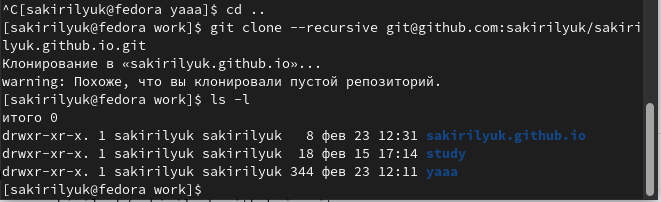 ^C[sakirilyuk@fedora yaaa]$ cd ..
[sakirilyuk@fedora work]$ git clone --recursive git@github.com:sakirilyuk/sakiri
lyuk.github.io.git
Клонирование в «sakirilyuk.github.io»...
warning: Похоже, что вы клонировали пустой репозиторий.
[sakirilyuk@fedora work]$ ls -l
итого 0
drwxr-xr-x. 1 sakirilyuk sakirilyuk   8 фев 23 12:31 sakirilyuk.github.io
drwxr-xr-x. 1 sakirilyuk sakirilyuk  18 фев 15 17:14 study
drwxr-xr-x. 1 sakirilyuk sakirilyuk 344 фев 23 12:11 yaaa
[sakirilyuk@fedora work]$